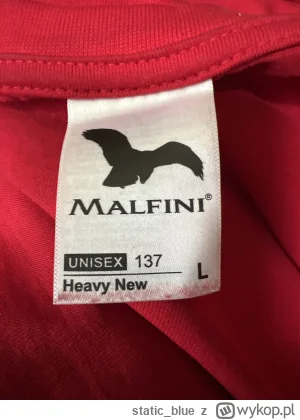 MALFINI®
UNISEX 137
Heavy New
L
static_blue z wykop.pl